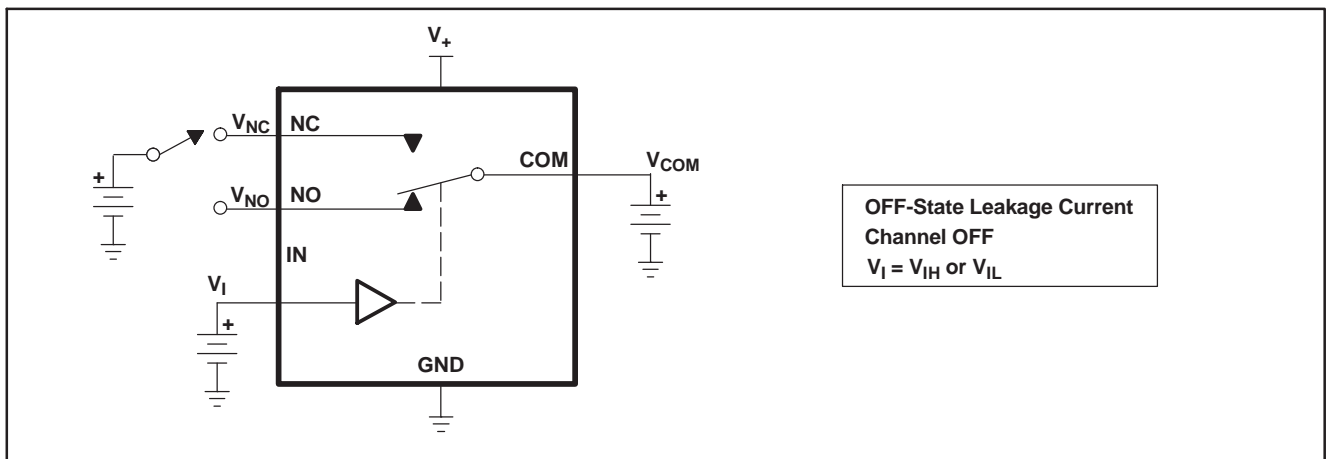 V+
VNC NC
+
COM VCOM
+
VNO NO
IN
VI
+
GND
OFF-State Leakage Current
Channel OFF
VI = VIH or VIL